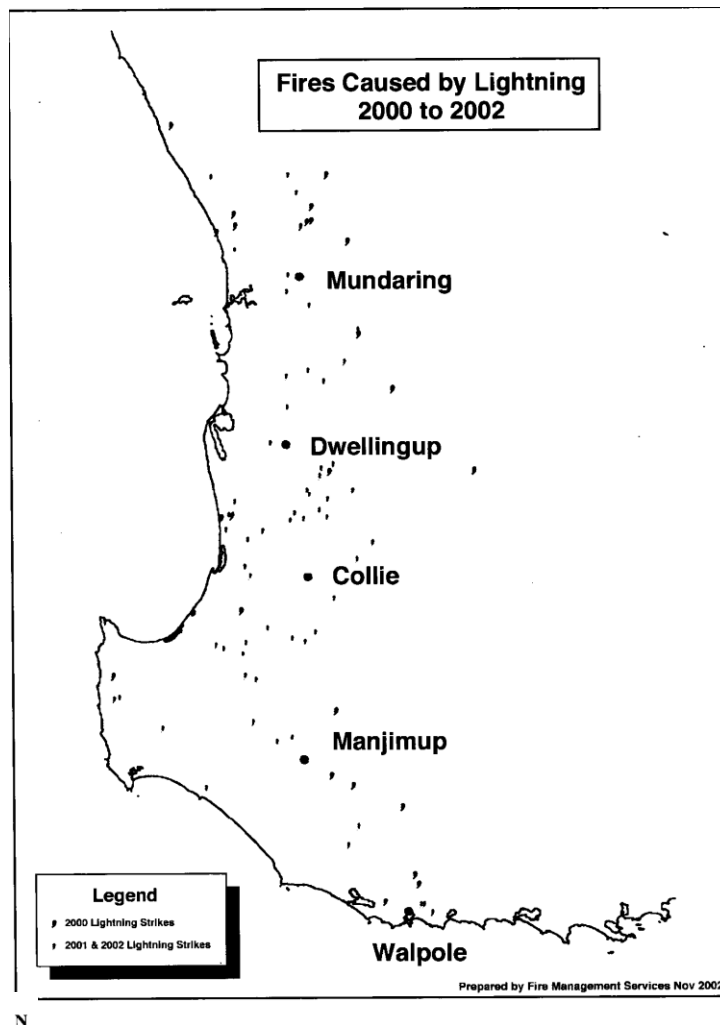 Fires Caused by Lightning
2000 to 2002
Mundaring
Dwellingup
Collie
Manjimup
Walpole
Legend
2000 Lightning Strikes
2001 & 2002 Lightning Strikes
Prepared by Fire Management Services Nov 2002
N